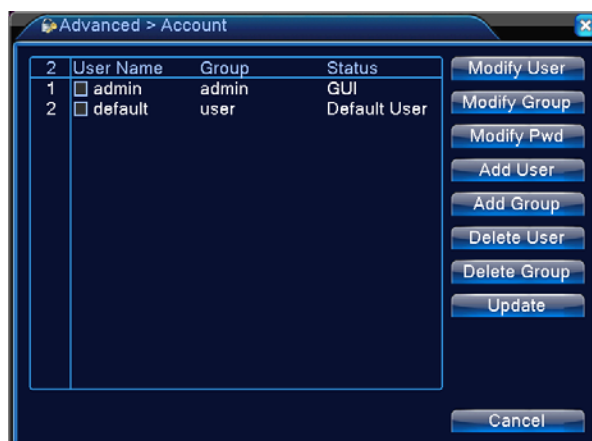 Advanced > Account
2 User Name Group Status
1 admin admin GUI
2 default user Default User
Modify User
Modify Group
Modify Pwd
Add User
Add Group
Delete User
Delete Group
Update
Cancel